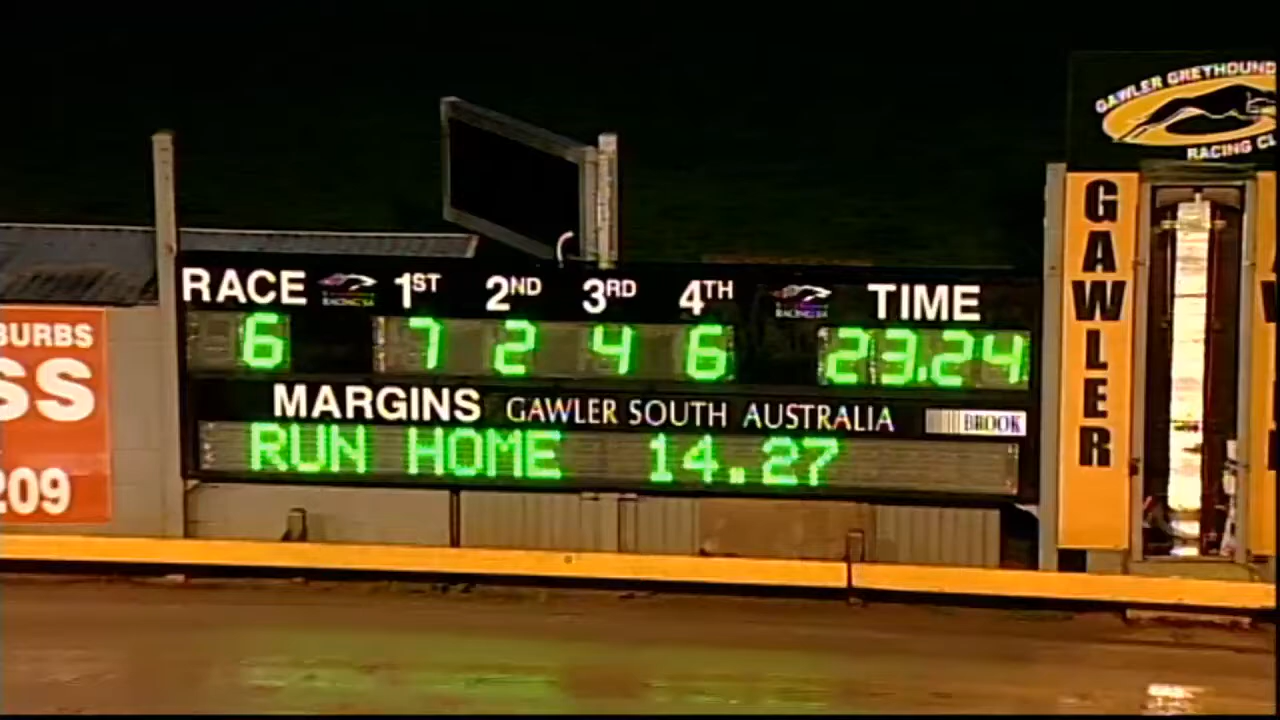 GAWLER GREYHOUND
RACING CL
GAWLER
RACE 1ST 2ND 3RD 4TH TIME
6 7 2 4 6 23.24
MARGINS GAWLER SOUTH AUSTRALIA BROOK
RUN HOME 14.27
BURBS
SS
209